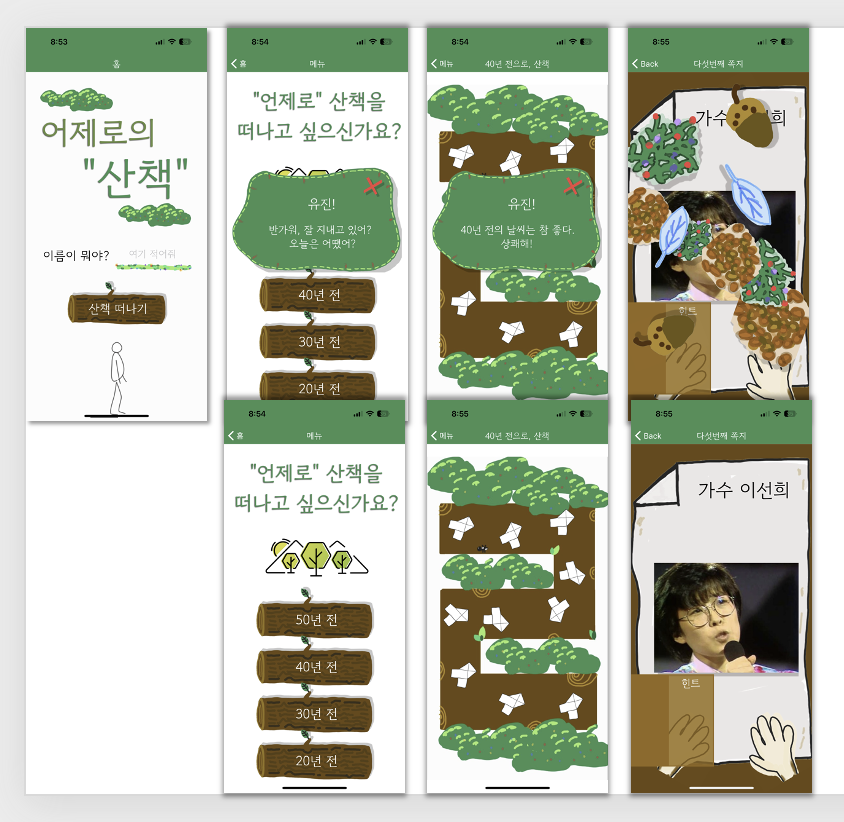 8:53
홈
어제로의
"산책"
이름이 뭐야?
여기 적어줘
산책 떠나기
8:54
홈
메뉴
"언제로" 산책을
떠나고 싶으신가요?
유진!
반가워, 잘 지내고 있어?
오늘은 어땠어?
40년 전
30년 전
20년 전
8:54
메뉴
40년 전으로, 산책
유진!
40년 전의 날씨는 참 좋다.
상쾌해!
8:55
Back
다섯번째 쪽지
가수
희
힌트
8:54
홈
메뉴
"언제로" 산책을
떠나고 싶으신가요?
50년 전
40년 전
30년 전
20년 전
8:55
메뉴
40년 전으로, 산책
8:55
Back
다섯번째 쪽지
가수 이선희
힌트